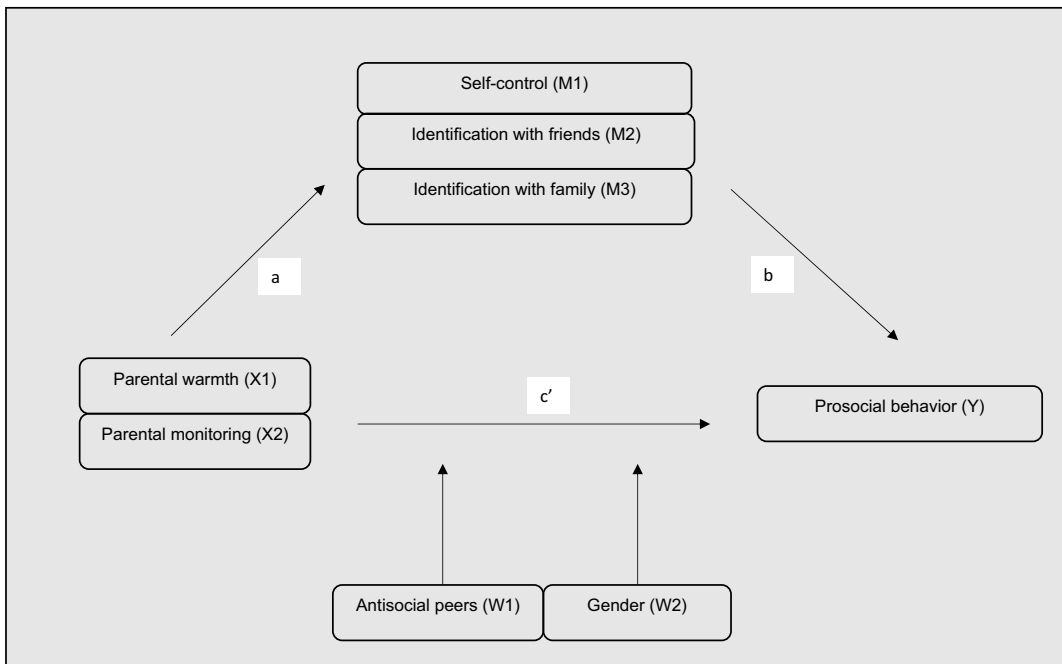 Self-control (M1)
Identification with friends (M2)
Identification with family (M3)
a
b
Parental warmth (X1)
Parental monitoring (X2)
c’
Prosocial behavior (Y)
Antisocial peers (W1)
Gender (W2)